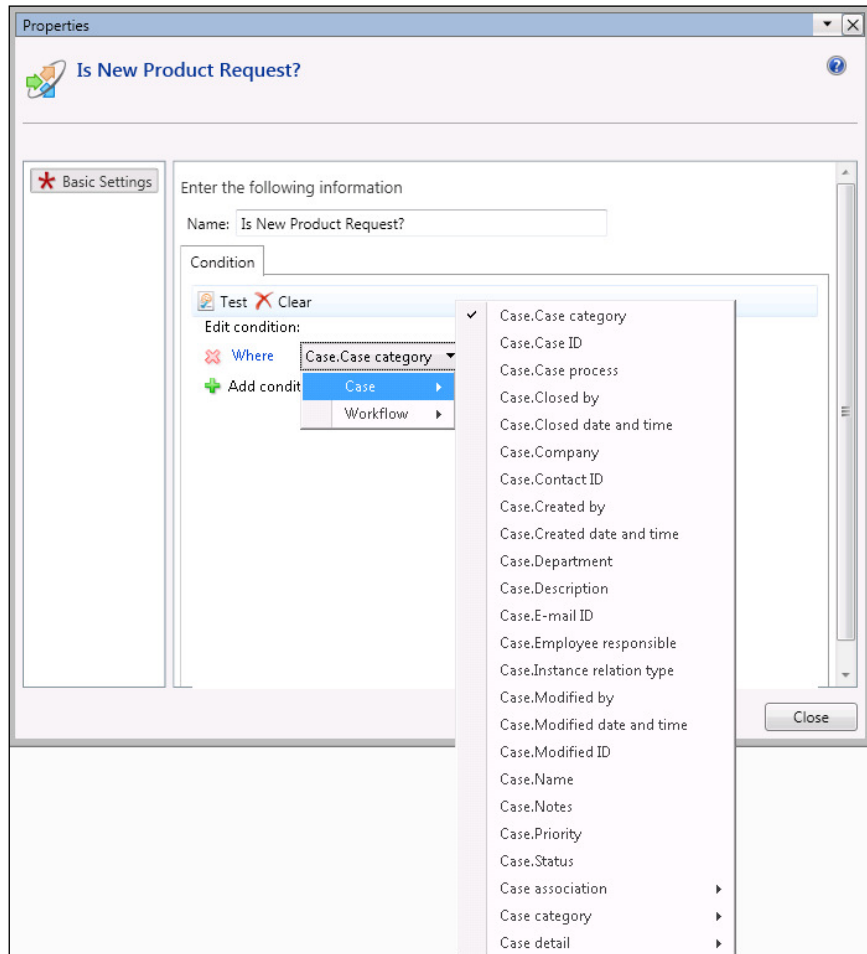 Properties
Is New Product Request?
Basic Settings
Enter the following information
Name: Is New Product Request?
Condition
Test Clear
Edit condition:
Where Case.Case category
Add condit
Case
Workflow
Case.Case category
Case.Case ID
Case.Case process
Case.Closed by
Case.Closed date and time
Case.Company
Case.Contact ID
Case.Created by
Case.Created date and time
Case.Department
Case.Description
Case.E-mail ID
Case.Employee responsible
Case.Instance relation type
Case.Modified by
Case.Modified date and time
Case.Modified ID
Case.Name
Case.Notes
Case.Priority
Case.Status
Case association
Case category
Case detail
Close